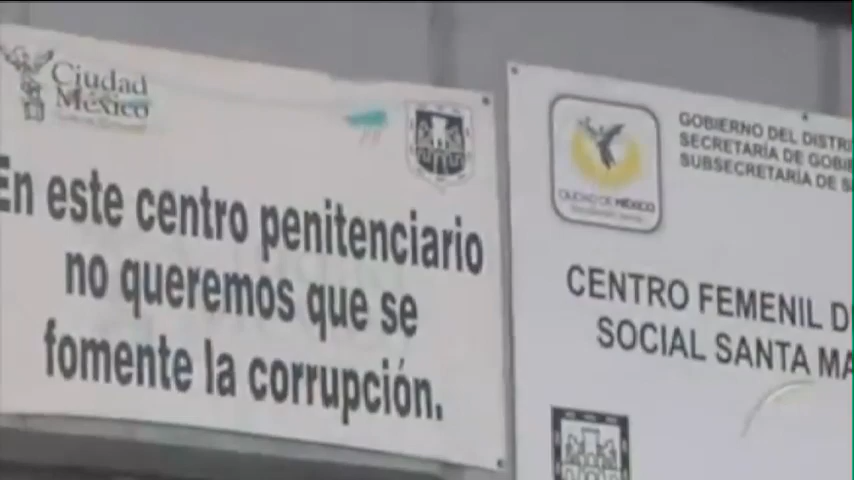 Ciudad
México
En este centro penitenciario
no queremos que se
fomente la corrupción.
CIUDAD DE MÉXICO
GOBIERNO DEL DISTRI
SECRETARÍA DE GOBIE
SUBSECRETARÍA DE S
CENTRO FEMENIL D
SOCIAL SANTA MA